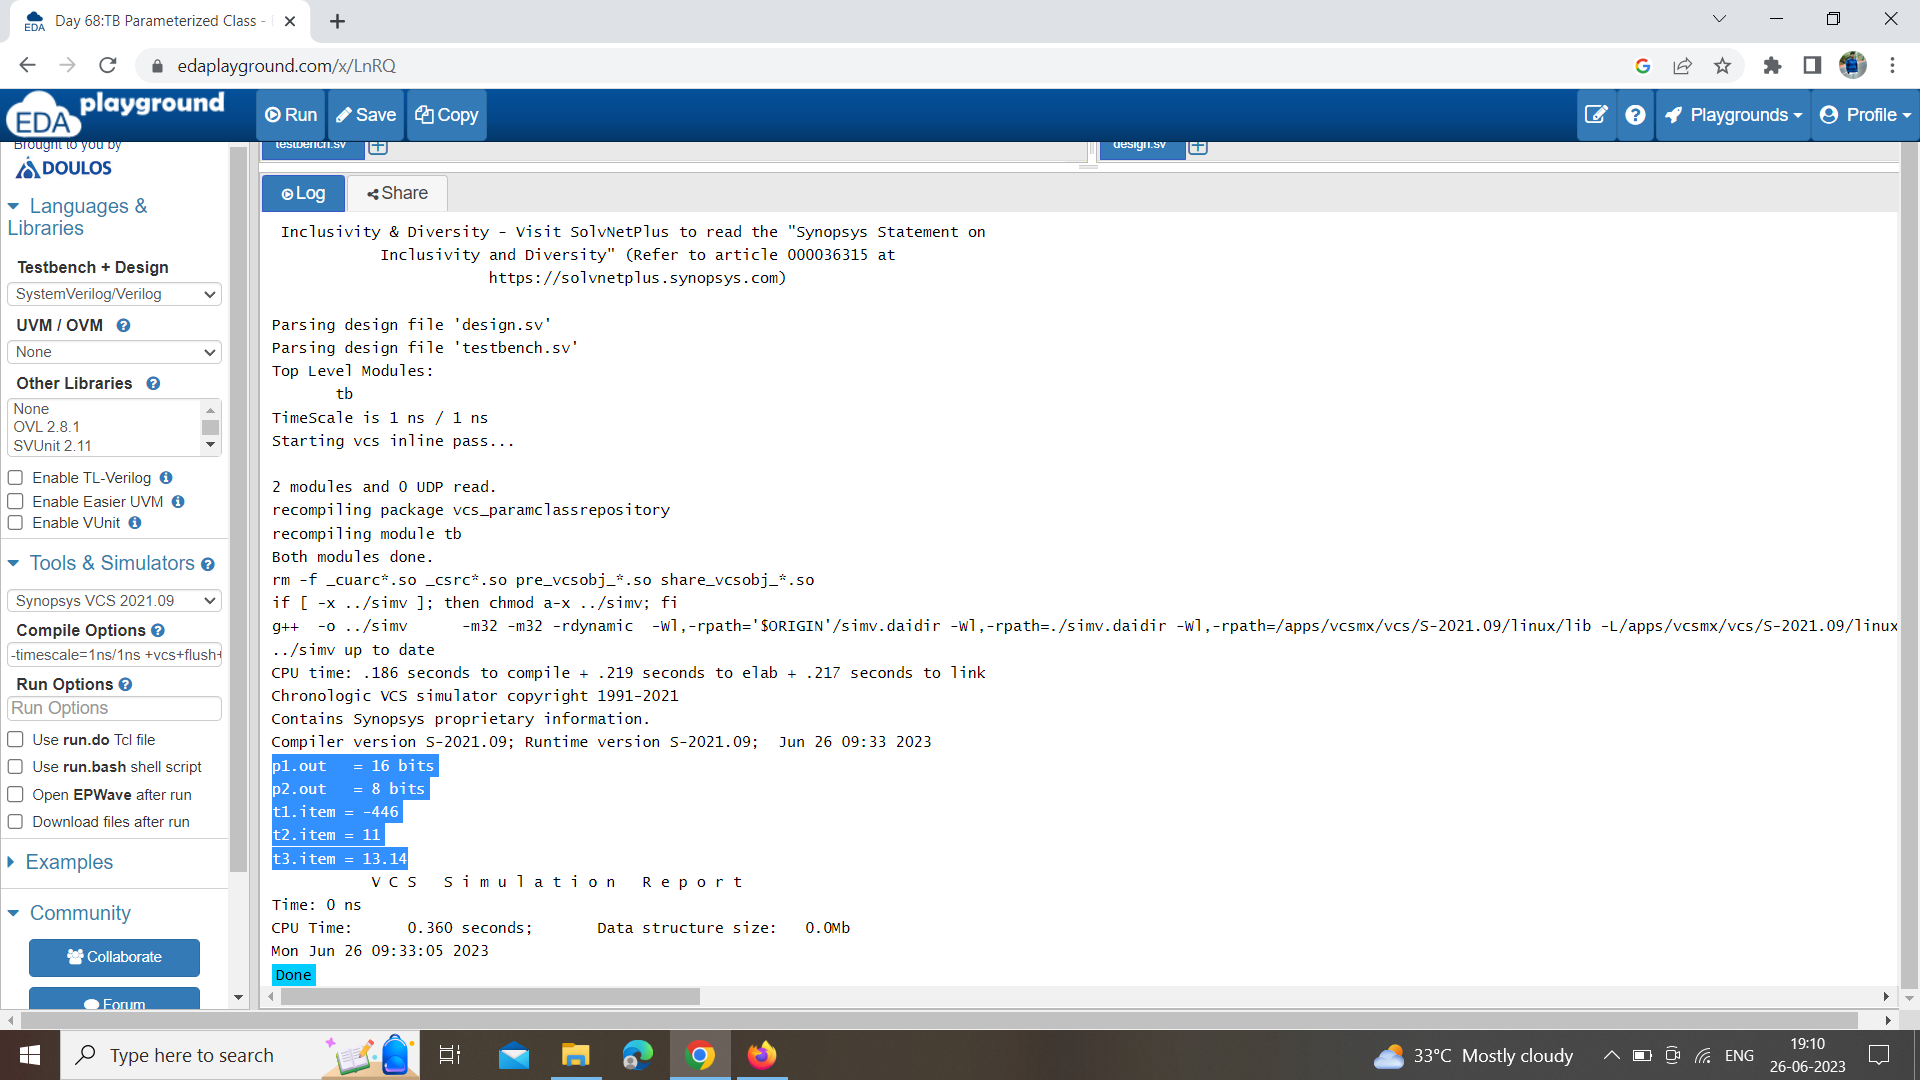 Day 68:TB Parameterized Class -
edaplayground.com/x/LnRQ
EDA playground
Run
Save
Copy
Playgrounds
Profile
Brought to you by
DOULOS
testbench.sv
design.sv
Languages &
Libraries
Testbench + Design
SystemVerilog/Verilog
UVM / OVM
None
Other Libraries
None
OVL 2.8.1
SVUnit 2.11
Enable TL-Verilog
Enable Easier UVM
Enable VUnit
Tools & Simulators
Synopsys VCS 2021.09
Compile Options
-timescale=1ns/1ns +vcs+flush+
Run Options
Run Options
Use run.do Tcl file
Use run.bash shell script
Open EPWave after run
Download files after run
Examples
Community
Collaborate
Forum
Log
Share
Inclusivity & Diversity - Visit SolvNetPlus to read the "Synopsys Statement on
Inclusivity and Diversity" (Refer to article 000036315 at
https://solvnetplus.synopsys.com)
Parsing design file 'design.sv'
Parsing design file 'testbench.sv'
Top Level Modules:
tb
TimeScale is 1 ns / 1 ns
Starting vcs inline pass...
2 modules and 0 UDP read.
recompiling package vcs_paramclassrepository
recompiling module tb
Both modules done.
rm -f _cuarc*.so _csrc*.so pre_vcsobj_*.so share_vcsobj_*.so
if [ -x ../simv ]; then chmod a-x ../simv; fi
g++ -o ../simv -m32 -m32 -rdynamic -Wl,-rpath='$ORIGIN'/simv.daidir -Wl,-rpath=./simv.daidir -Wl,-rpath=/apps/vcsmx/vcs/S-2021.09/linux/lib -L/apps/vcsmx/vcs/S-2021.09/linux
../simv up to date
CPU time: .186 seconds to compile + .219 seconds to elab + .217 seconds to link
Chronologic VCS simulator copyright 1991-2021
Contains Synopsys proprietary information.
Compiler version S-2021.09; Runtime version S-2021.09; Jun 26 09:33 2023
p1.out = 16 bits
p2.out = 8 bits
t1.item = -446
t2.item = 11
t3.item = 13.14
V C S S i m u l a t i o n R e p o r t
Time: 0 ns
CPU Time: 0.360 seconds; Data structure size: 0.0Mb
Mon Jun 26 09:33:05 2023
Done
Type here to search
33°C Mostly cloudy
ENG
19:10
26-06-2023